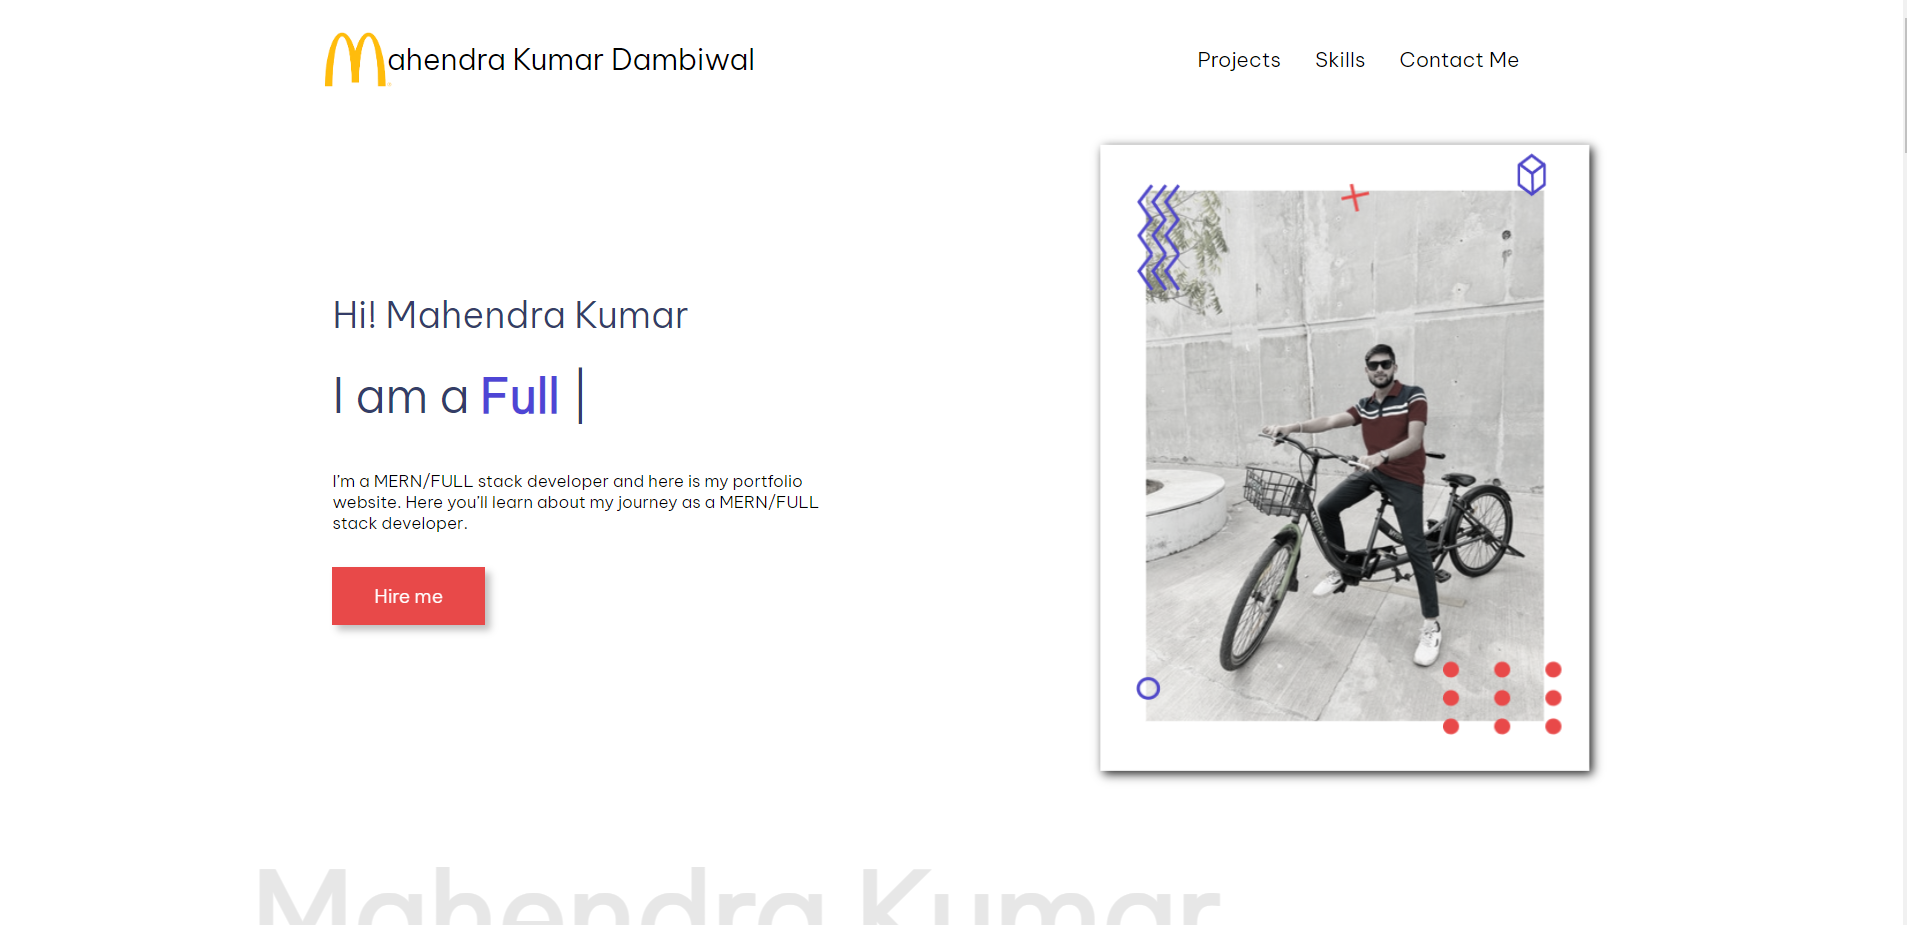 Mahendra Kumar Dambiwal
Projects Skills Contact Me
Hi! Mahendra Kumar
I am a Full |
I'm a MERN/FULL stack developer and here is my portfolio
website. Here you'll learn about my journey as a MERN/FULL
stack developer.
Hire me
Mahendra Kumar